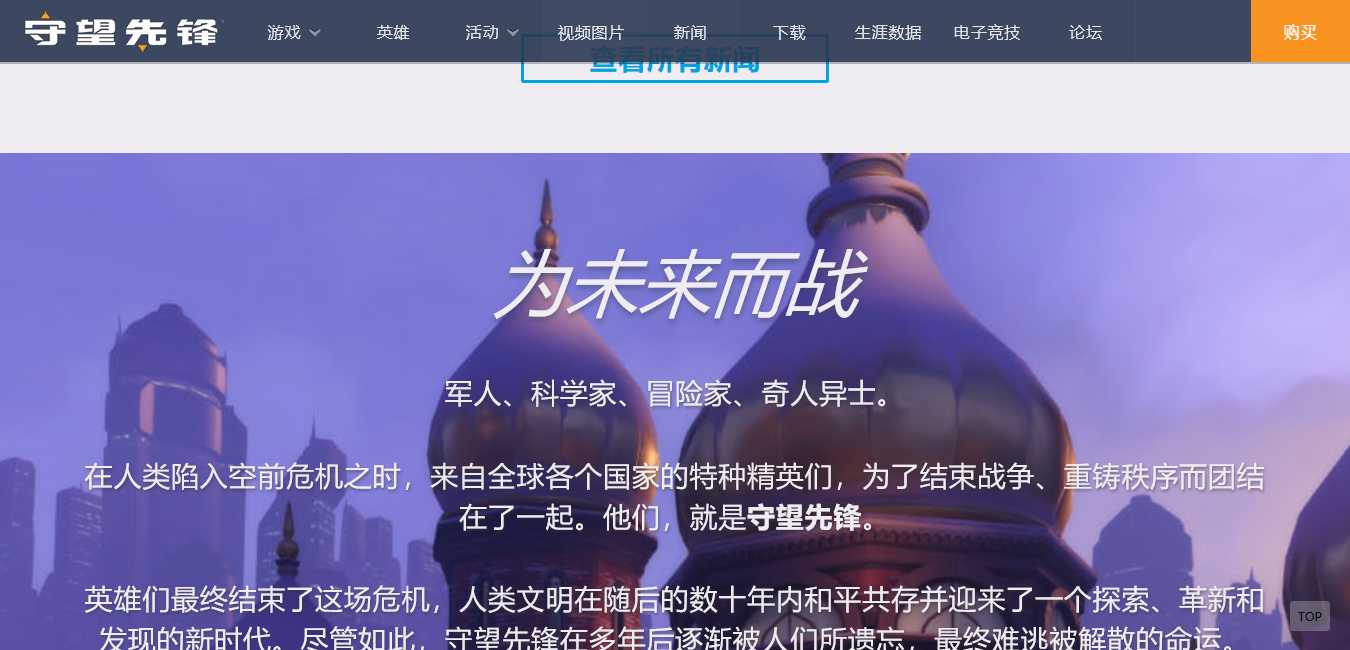 守望先锋 游戏 英雄 活动 视频图片 新闻 下载 生涯数据 电子竞技 论坛 购买
查看所有新闻
为未来而战
军人、科学家、冒险家、奇人异士。
在人类陷入空前危机之时，来自全球各个国家的特种精英们，为了结束战争、重铸秩序而团结
在了一起。他们，就是守望先锋。
英雄们最终结束了这场危机，人类文明在随后的数十年内和平共存并迎来了一个探索、革新和
TOP
发现的新时代。尽管如此，守望先锋在多年后逐渐被人们所遗忘，最终难逃被解散的命运。